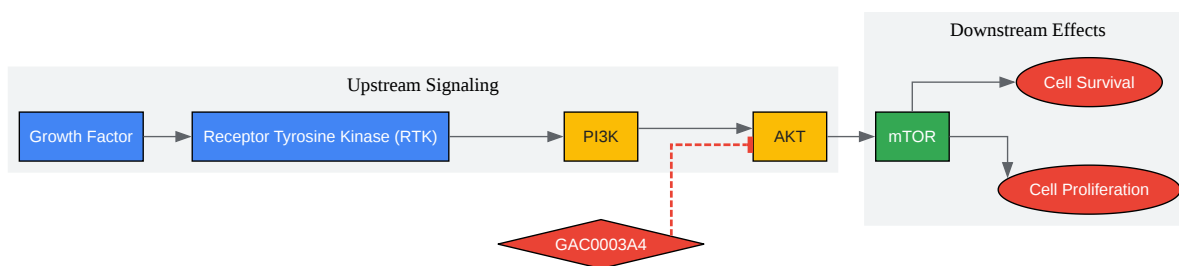 Downstream Effects
Upstream Signaling
Cell Survival
Growth Factor
Receptor Tyrosine Kinase (RTK)
PI3K
AKT
mTOR
Cell Proliferation
GAC0003A4